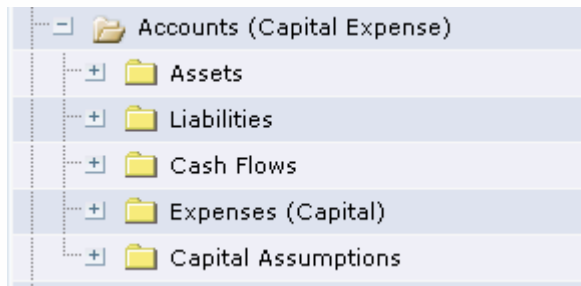 Accounts (Capital Expense)
Assets
Liabilities
Cash Flows
Expenses (Capital)
Capital Assumptions